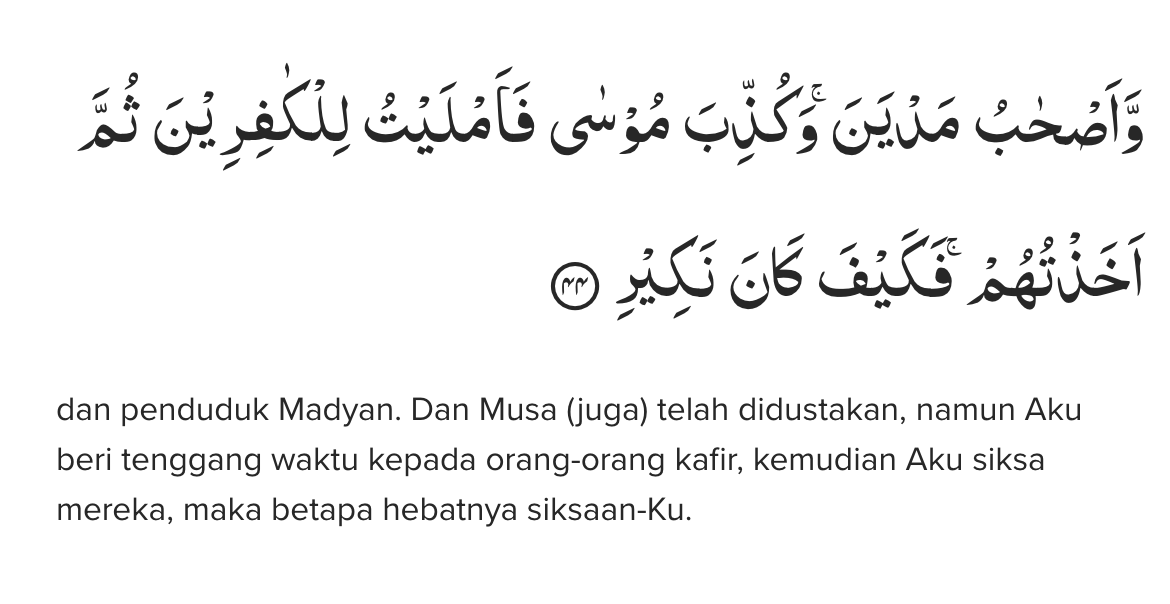 وَّاَصْحٰبُ مَدْيَنَۚ وَكُذِّبَ مُوْسٰى فَاَمْلَيْتُ لِلْكٰفِرِيْنَ ثُمَّ
اَخَذْتُهُمْۚ فَكَيْفَ كَانَ نَكِيْرِ ٤٤
dan penduduk Madyan. Dan Musa (juga) telah didustakan, namun Aku
beri tenggang waktu kepada orang-orang kafir, kemudian Aku siksa
mereka, maka betapa hebatnya siksaan-Ku.